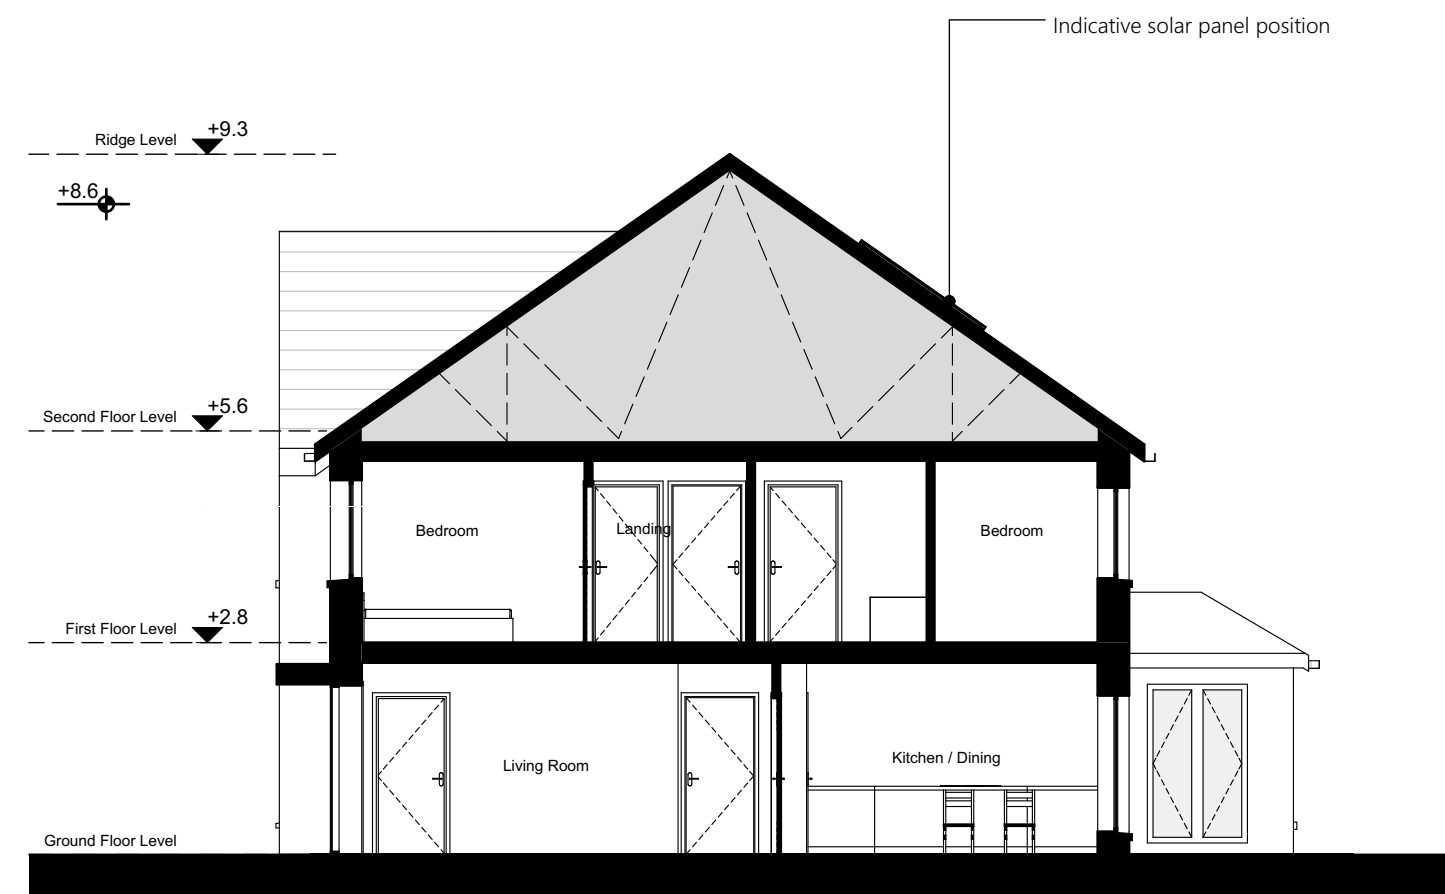 Indicative solar panel position
+9.3
Ridge Level
+8.6
+5.6
Second Floor Level
Bedroom
Landing
Bedroom
+2.8
First Floor Level
Living Room
Kitchen / Dining
Ground Floor Level